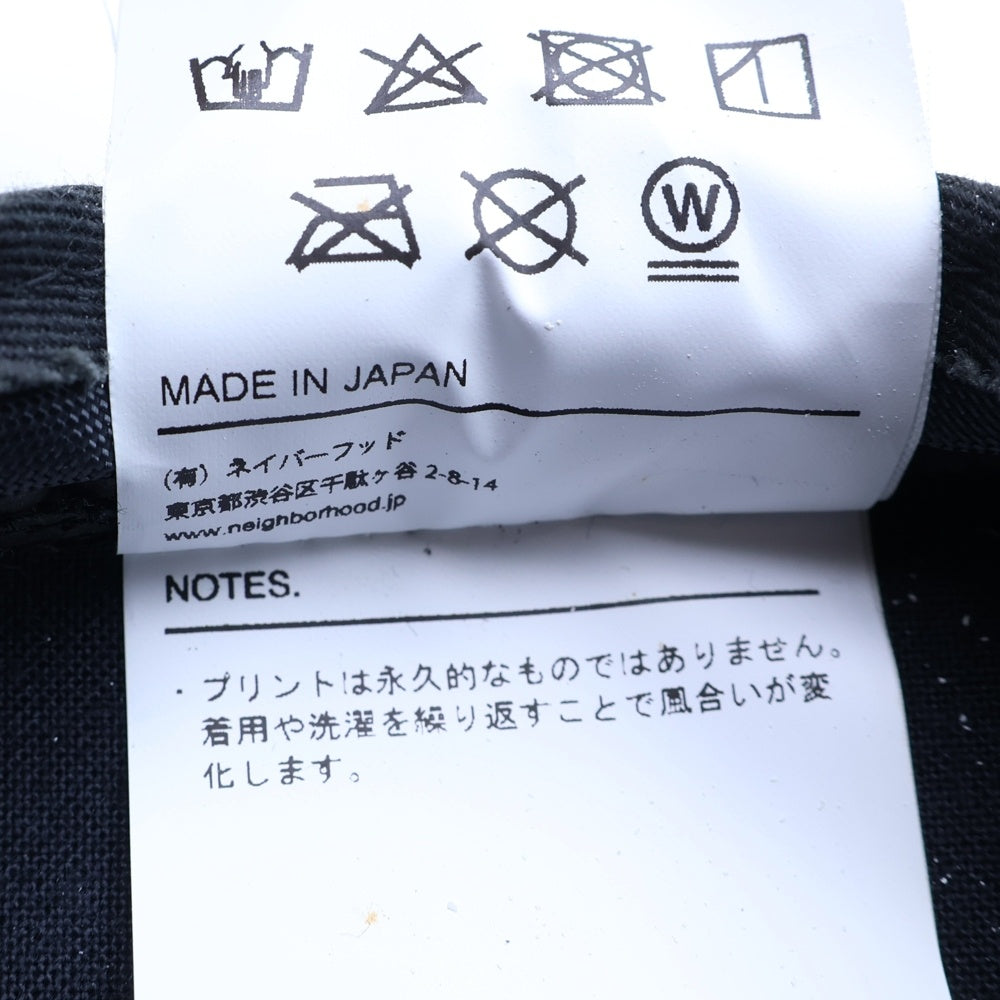 W
MADE IN JAPAN
(有) ネイバーフッド
東京都渋谷区千駄ヶ谷 2-8-14
www.neighborhood.jp
NOTES.
・プリントは永久的なものではありません。
着用や洗濯を繰り返すことで風合いが変
化します。